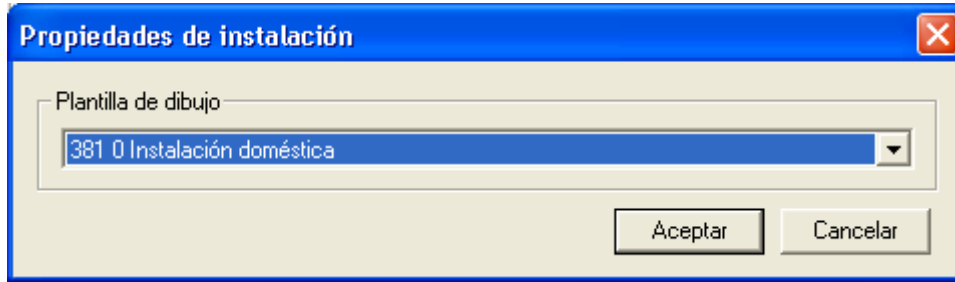 Propiedades de instalación
Plantilla de dibujo
381 0 Instalación doméstica
Aceptar
Cancelar